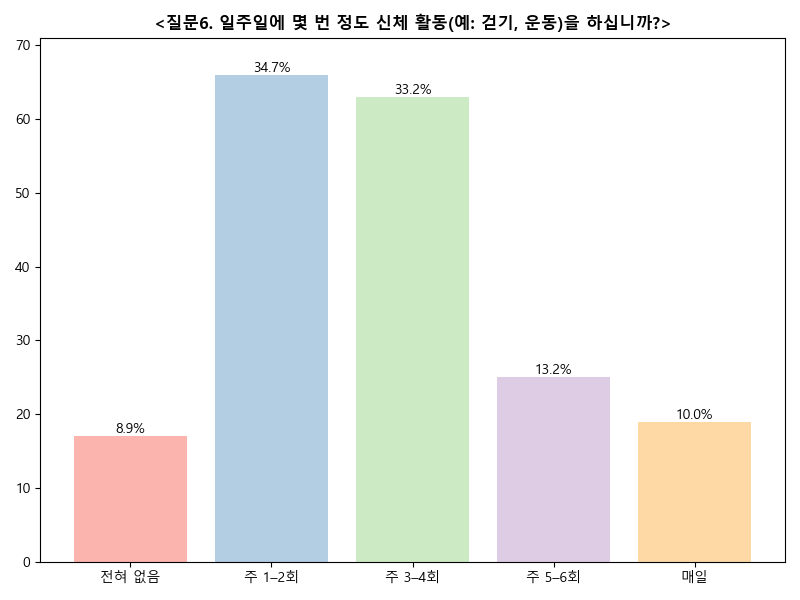 <질문6. 일주일에 몇 번 정도 신체 활동(예: 걷기, 운동)을 하십니까?>
70
60
50
40
30
20
10
0
8.9%
34.7%
33.2%
13.2%
10.0%
전혀 없음
주 1–2회
주 3–4회
주 5–6회
매일